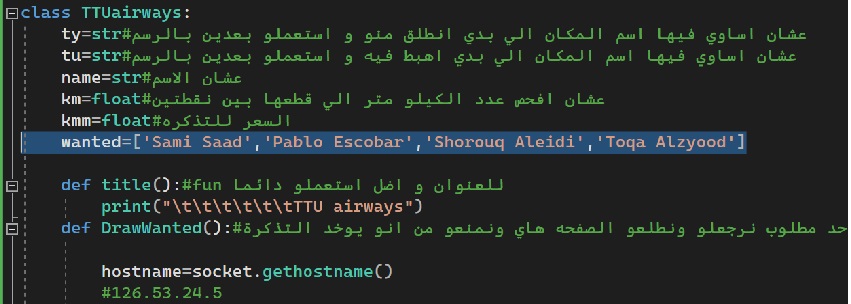 class TTUairways:
ty=str#عشان اساوي فيها اسم المكان الي بدي انطلق منو و استعملو بعدين بالرسم
tu=str#عشان اساوي فيها اسم المكان الي بدي اهبط فيه و استعملو بعدين بالرسم
name=str#عشان الاسم
km=float#عشان افحص عدد الكيلو متر الي قطعها بين نقطتين
kmm=float#السعر للتذكره
wanted=['Sami Saad','Pablo Escobar','Shorouq Aleidi','Toqa Alzyood']
def title():#fun للعنوان و اضل استعملو دائما
print("\t\t\t\t\t\tTTU airways")
def DrawWanted():#حد مطلوب نرجعلو ونطلعو الصفحه هاي ونمنعو من انو يوخد التذكرة
hostname=socket.gethostname()
#126.53.24.5